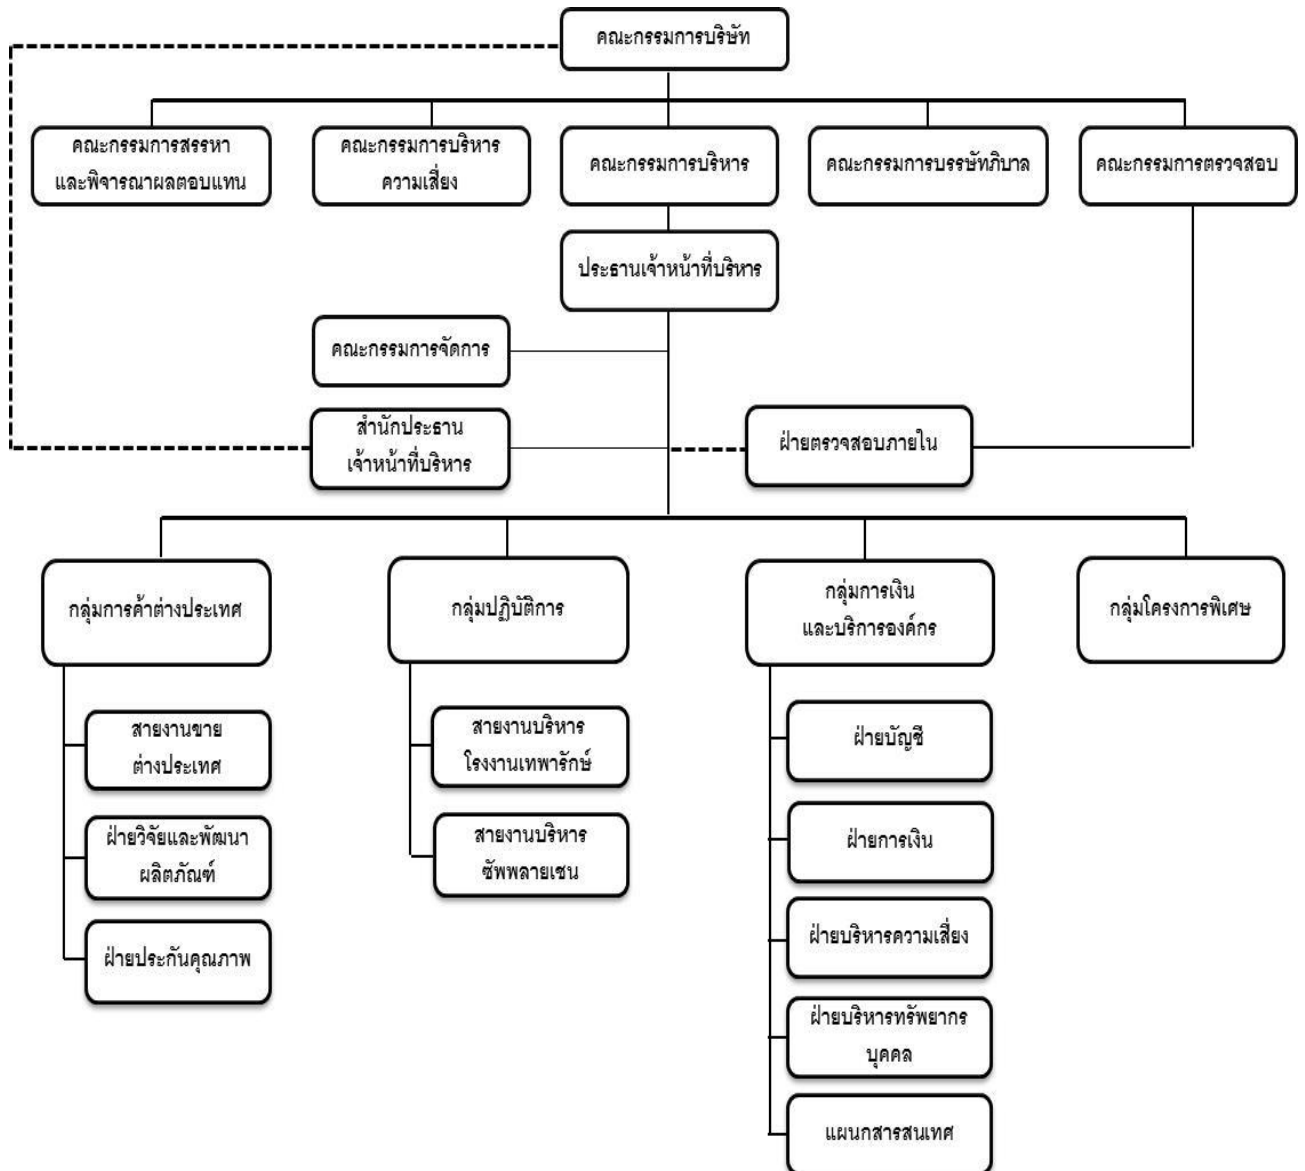 คณะกรรมการบริษัท
คณะกรรมการสรรหา
และพิจารณาผลตอบแทน
คณะกรรมการบริหาร
ความเสี่ยง
คณะกรรมการบริหาร
คณะกรรมการบรรษัทภิบาล
คณะกรรมการตรวจสอบ
ประธานเจ้าหน้าที่บริหาร
คณะกรรมการจัดการ
สำนักประธาน
เจ้าหน้าที่บริหาร
ฝ่ายตรวจสอบภายใน
กลุ่มการค้าต่างประเทศ
กลุ่มปฏิบัติการ
กลุ่มการเงิน
และบริการองค์กร
กลุ่มโครงการพิเศษ
สายงานขาย
ต่างประเทศ
ฝ่ายวิจัยและพัฒนา
ผลิตภัณฑ์
ฝ่ายประกันคุณภาพ
สายงานบริหาร
โรงงานเทพารักษ์
สายงานบริหาร
ซัพพลายเชน
ฝ่ายบัญชี
ฝ่ายการเงิน
ฝ่ายบริหารความเสี่ยง
ฝ่ายบริหารทรัพยากร
บุคคล
แผนกสารสนเทศ